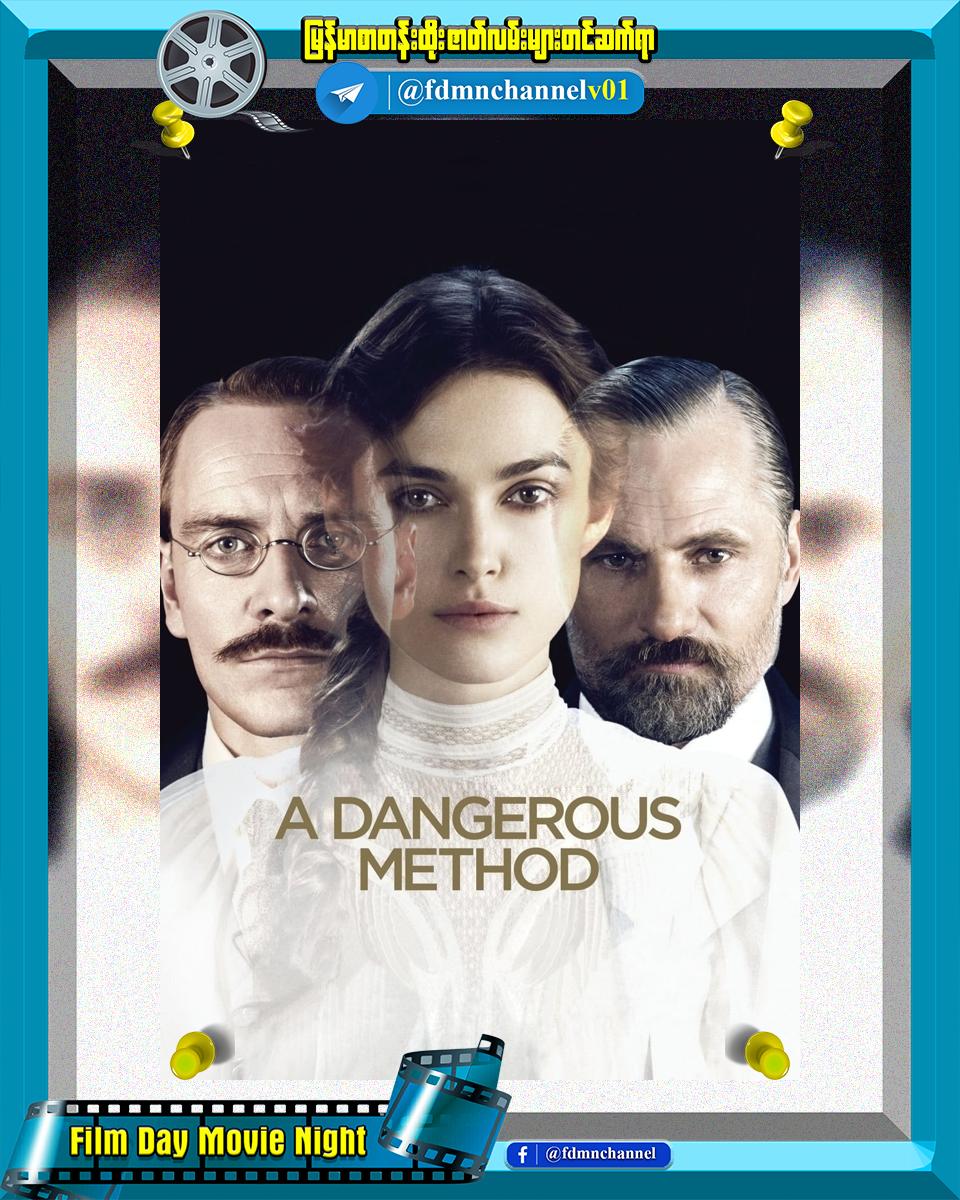 မြန်မာစာတန်းထိုးဇာတ်လမ်းများတင်ဆက်ရာ
@fdmnchannelv01
A DANGEROUS
METHOD
Film Day Movie Night
f @fdmnchannel